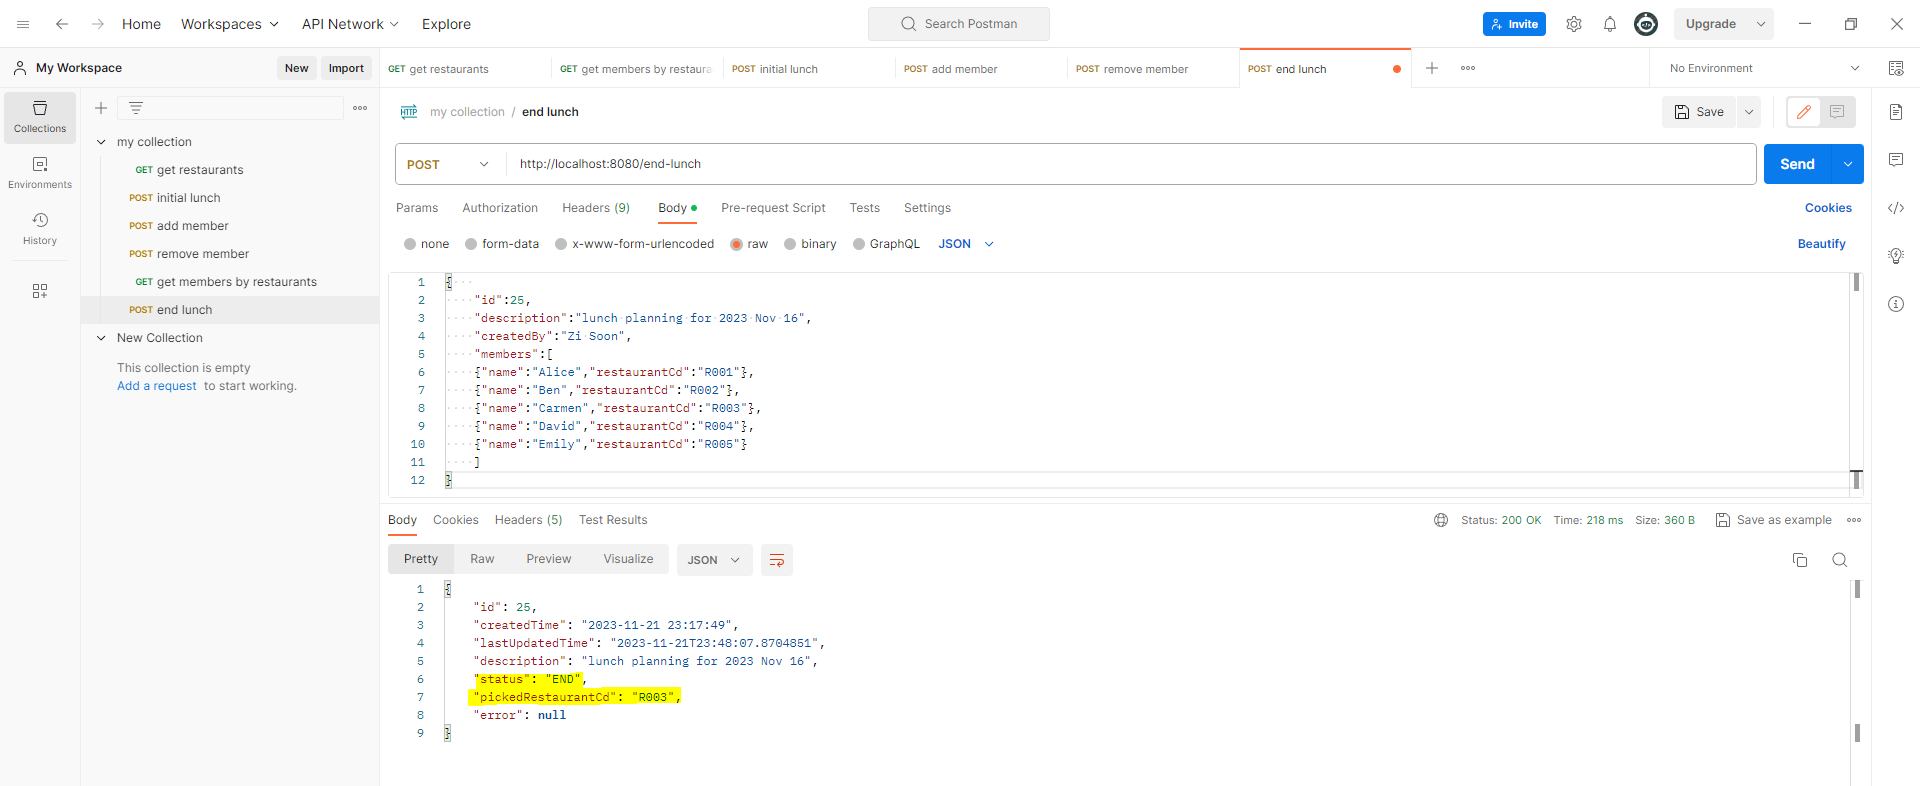 Home Workspaces API Network Explore Search Postman Invite Upgrade
My Workspace New Import
GET get restaurants GET get members by restaura POST initial lunch POST add member POST remove member POST end lunch No Environment
Collections
Environments
History
my collection
GET get restaurants
POST initial lunch
POST add member
POST remove member
GET get members by restaurants
POST end lunch
New Collection
This collection is empty
Add a request to start working.
HTTP my collection / end lunch Save
POST http://localhost:8080/end-lunch Send
Params Authorization Headers (9) Body Pre-request Script Tests Settings Cookies
none form-data x-www-form-urlencoded raw binary GraphQL JSON Beautify
1 {
2 "id":25,
3 "description":"lunch planning for 2023 Nov 16",
4 "createdBy":"Zi Soon",
5 "members":[
6 {"name":"Alice","restaurantCd":"R001"},
7 {"name":"Ben","restaurantCd":"R002"},
8 {"name":"Carmen","restaurantCd":"R003"},
9 {"name":"David","restaurantCd":"R004"},
10 {"name":"Emily","restaurantCd":"R005"}
11 ]
12 }
Body Cookies Headers (5) Test Results Status: 200 OK Time: 218 ms Size: 360 B Save as example
Pretty Raw Preview Visualize JSON
1 {
2 "id": 25,
3 "createdTime": "2023-11-21 23:17:49",
4 "lastUpdatedTime": "2023-11-21T23:48:07.8704851",
5 "description": "lunch planning for 2023 Nov 16",
6 "status": "END",
7 "pickedRestaurantCd": "R003",
8 "error": null
9 }